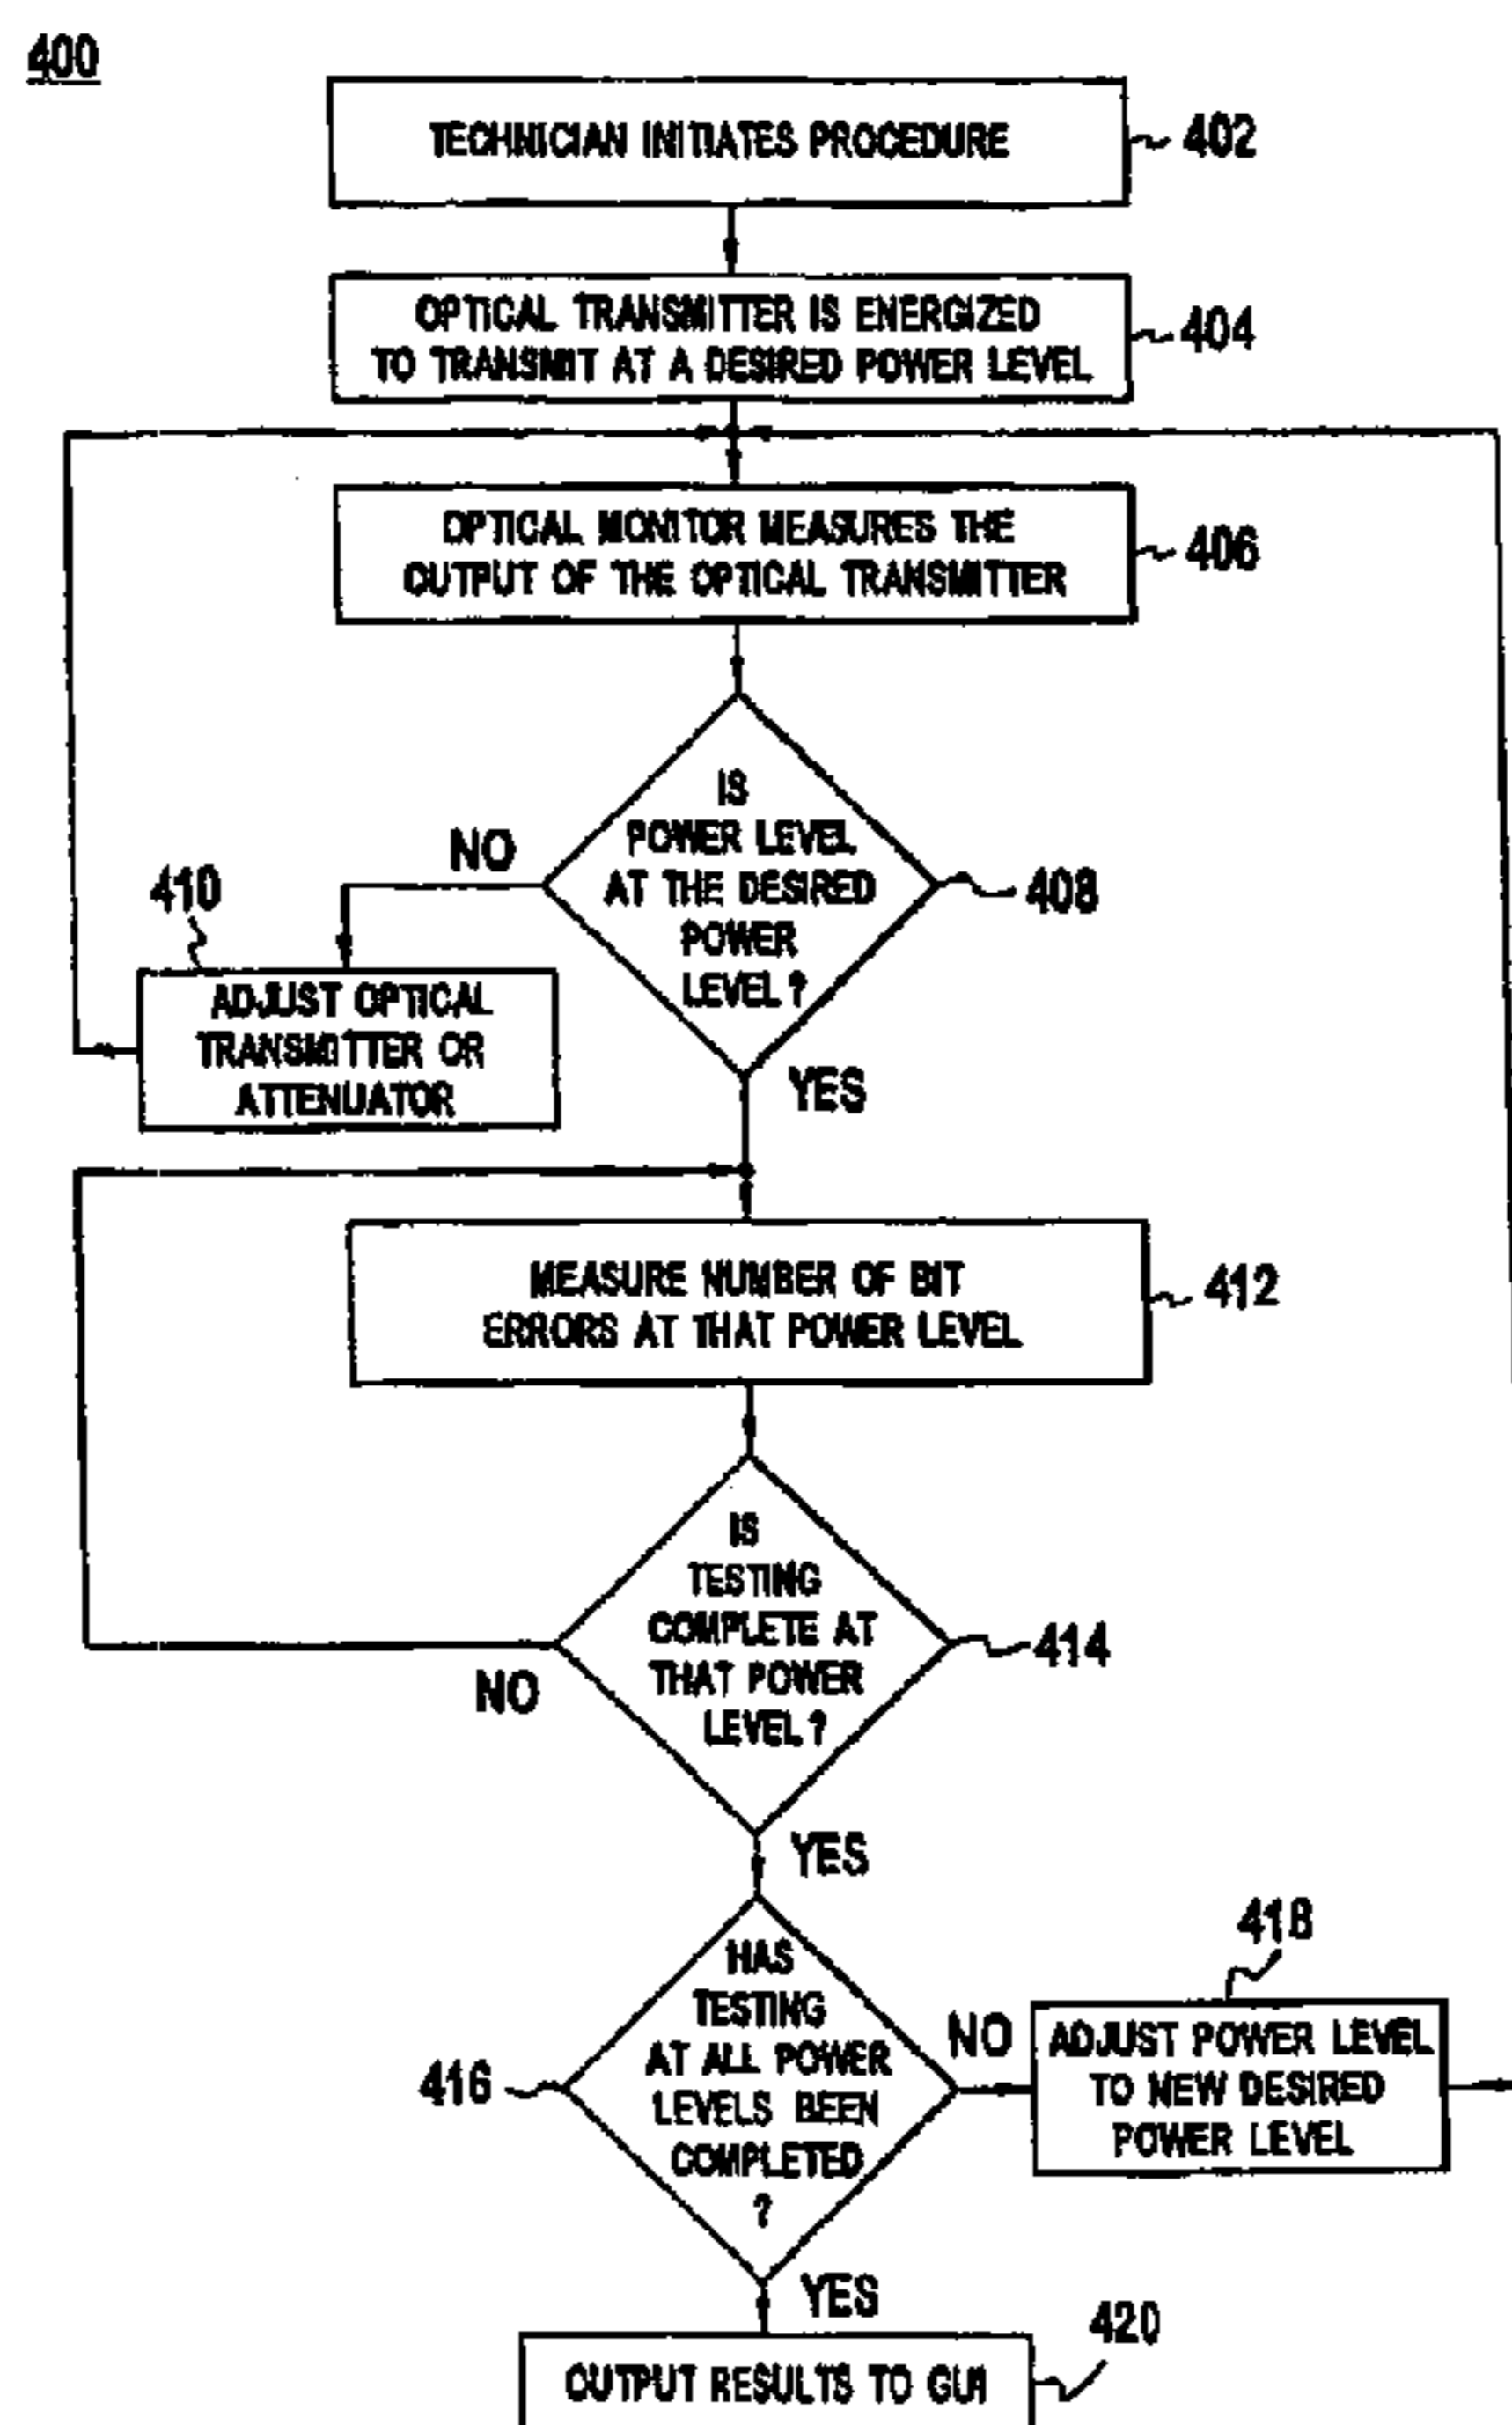 400
TECHNICIAN INITIATES PROCEDURE
402
OPTICAL TRANSMITTER IS ENERGIZED
TO TRANSMIT AT A DESIRED POWER LEVEL
404
OPTICAL MONITOR MEASURES THE
OUTPUT OF THE OPTICAL TRANSMITTER
406
IS
POWER LEVEL
AT THE DESIRED
POWER
LEVEL?
408
NO
YES
410
ADJUST OPTICAL
TRANSMITTER OR
ATTENUATOR
MEASURE NUMBER OF BIT
ERRORS AT THAT POWER LEVEL
412
IS
TESTING
COMPLETE AT
THAT POWER
LEVEL?
414
NO
YES
HAS
TESTING
AT ALL POWER
LEVELS BEEN
COMPLETED
?
416
NO
418
ADJUST POWER LEVEL
TO NEW DESIRED
POWER LEVEL
YES
OUTPUT RESULTS TO GUI
420